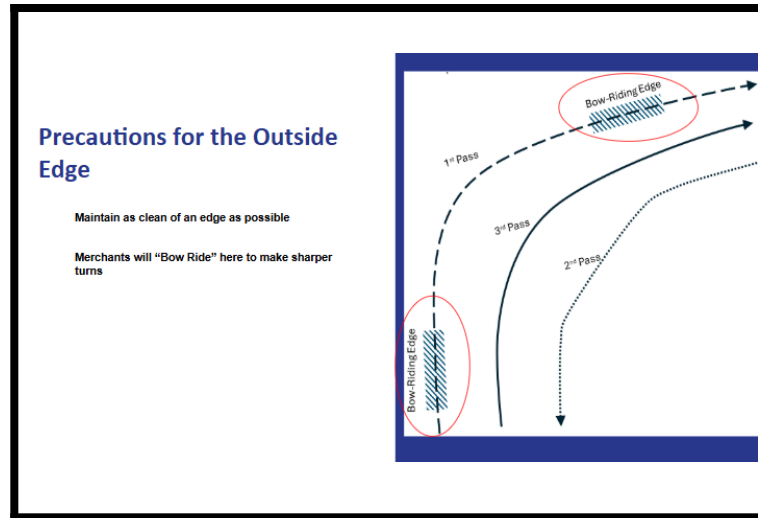 Precautions for the Outside
Edge
Maintain as clean of an edge as possible
Merchants will “Bow Ride” here to make sharper
turns
Bow-Riding Edge
1st Pass
3rd Pass
2nd Pass
Bow-Riding Edge